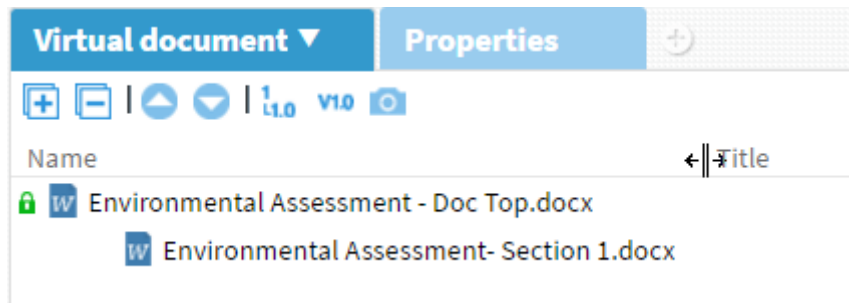 Virtual document ▼ Properties
1 L1.0 V1.0
Name Title
Environmental Assessment - Doc Top.docx
Environmental Assessment- Section 1.docx